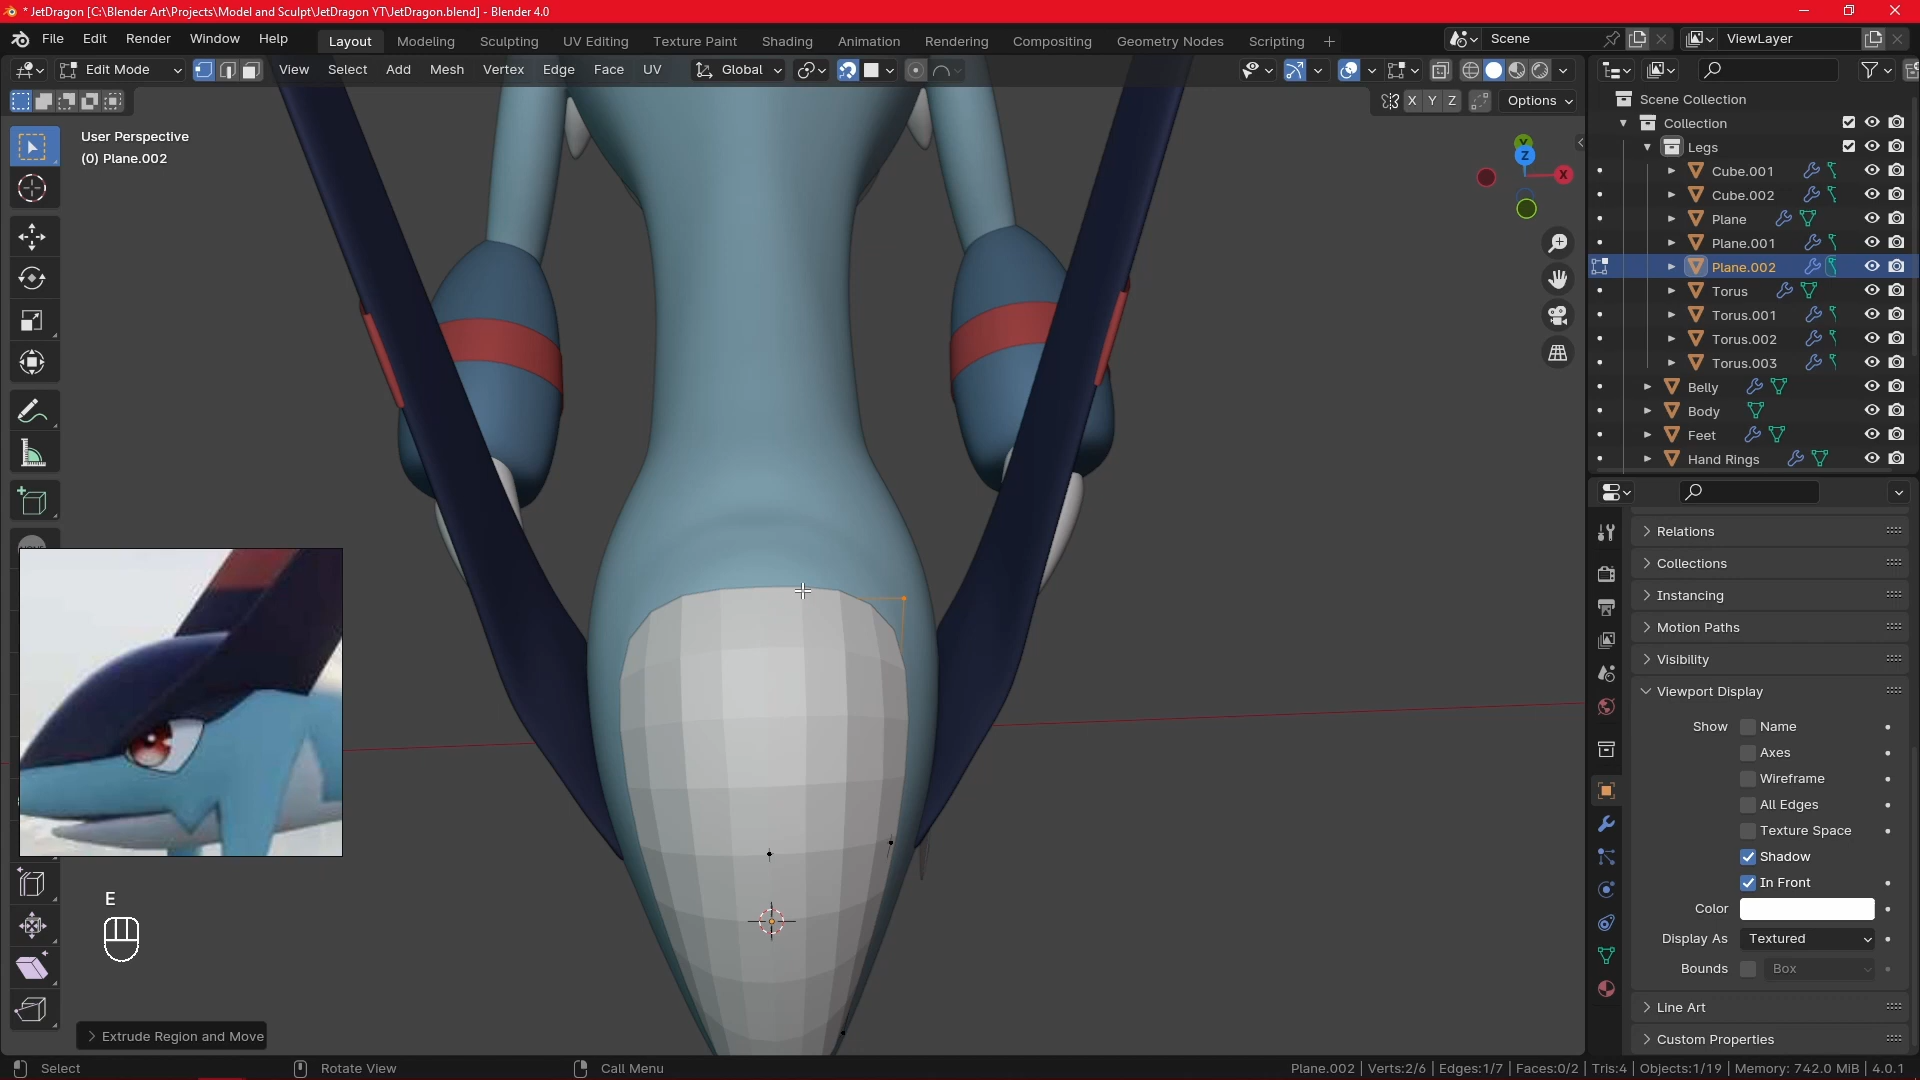 * JetDragon [C:\Blender Art\Projects\Model and Sculpt\JetDragon YT\JetDragon.blend] - Blender 4.0
File Edit Render Window Help Layout Modeling Sculpting UV Editing Texture Paint Shading Animation Rendering Compositing Geometry Nodes Scripting + Scene ViewLayer
Edit Mode View Select Add Mesh Vertex Edge Face UV Global
X Y Z Options
User Perspective
(0) Plane.002
Y
Z
X
Scene Collection
Collection
Legs
Cube.001
Cube.002
Plane
Plane.001
Plane.002
Torus
Torus.001
Torus.002
Torus.003
Belly
Body
Feet
Hand Rings
Relations
Collections
Instancing
Motion Paths
Visibility
Viewport Display
Show Name
Axes
Wireframe
All Edges
Texture Space
Shadow
In Front
Color
Display As Textured
Bounds Box
Line Art
Custom Properties
E
Extrude Region and Move
Select Rotate View Call Menu Plane.002 | Verts:2/6 | Edges:1/7 | Faces:0/2 | Tris:4 | Objects:1/19 | Memory: 742.0 MiB | 4.0.1